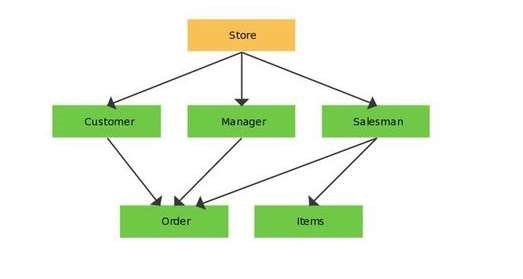 Store
Customer
Manager
Salesman
Order
Items